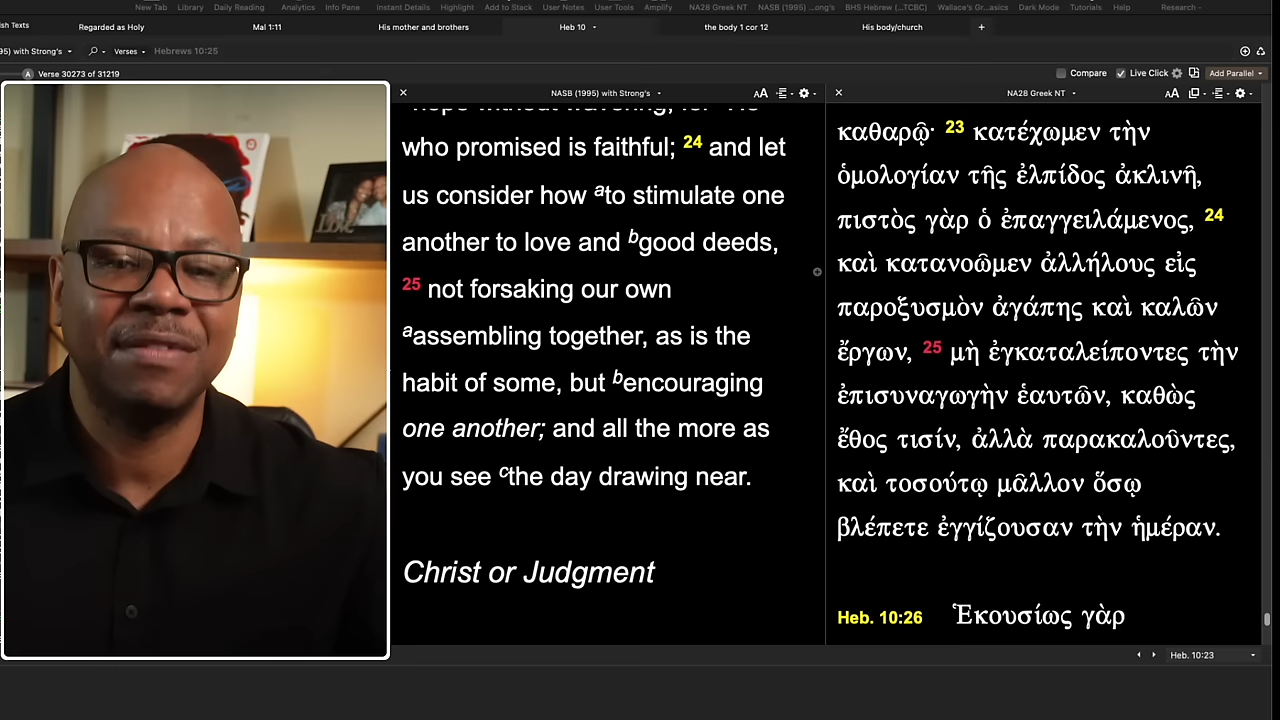 New Tab Library Daily Reading Analytics Info Pane Instant Details Highlight Add to Stack User Notes User Tools Amplify NA28 Greek NT NASB (1995) ...ong's BHS Hebrew (...TCBC) Wallace's Gr...asics Dark Mode Tutorials Help Research
sh Texts Regarded as Holy Mal 1:11 His mother and brothers Heb 10 the body 1 cor 12 His body/church +
95) with Strong's Verses Hebrews 10:25
A Verse 30273 of 31219 Compare Live Click Add Parallel
NASB (1995) with Strong's
who promised is faithful; 24 and let
us consider how ato stimulate one
another to love and bgood deeds,
25 not forsaking our own
aassembling together, as is the
habit of some, but bencouraging
one another; and all the more as
you see cthe day drawing near.
Christ or Judgment
NA28 Greek NT
καθαρῷ· 23 κατέχωμεν τὴν
ὁμολογίαν τῆς ἐλπίδος ἀκλινῆ,
πιστὸς γὰρ ὁ ἐπαγγειλάμενος, 24
καὶ κατανοῶμεν ἀλλήλους εἰς
παροξυσμὸν ἀγάπης καὶ καλῶν
ἔργων, 25 μὴ ἐγκαταλείποντες τὴν
ἐπισυναγωγὴν ἑαυτῶν, καθὼς
ἔθος τισίν, ἀλλὰ παρακαλοῦντες,
καὶ τοσούτῳ μᾶλλον ὅσῳ
βλέπετε ἐγγίζουσαν τὴν ἡμέραν.
Heb. 10:26 Ἑκουσίως γὰρ
Heb. 10:23